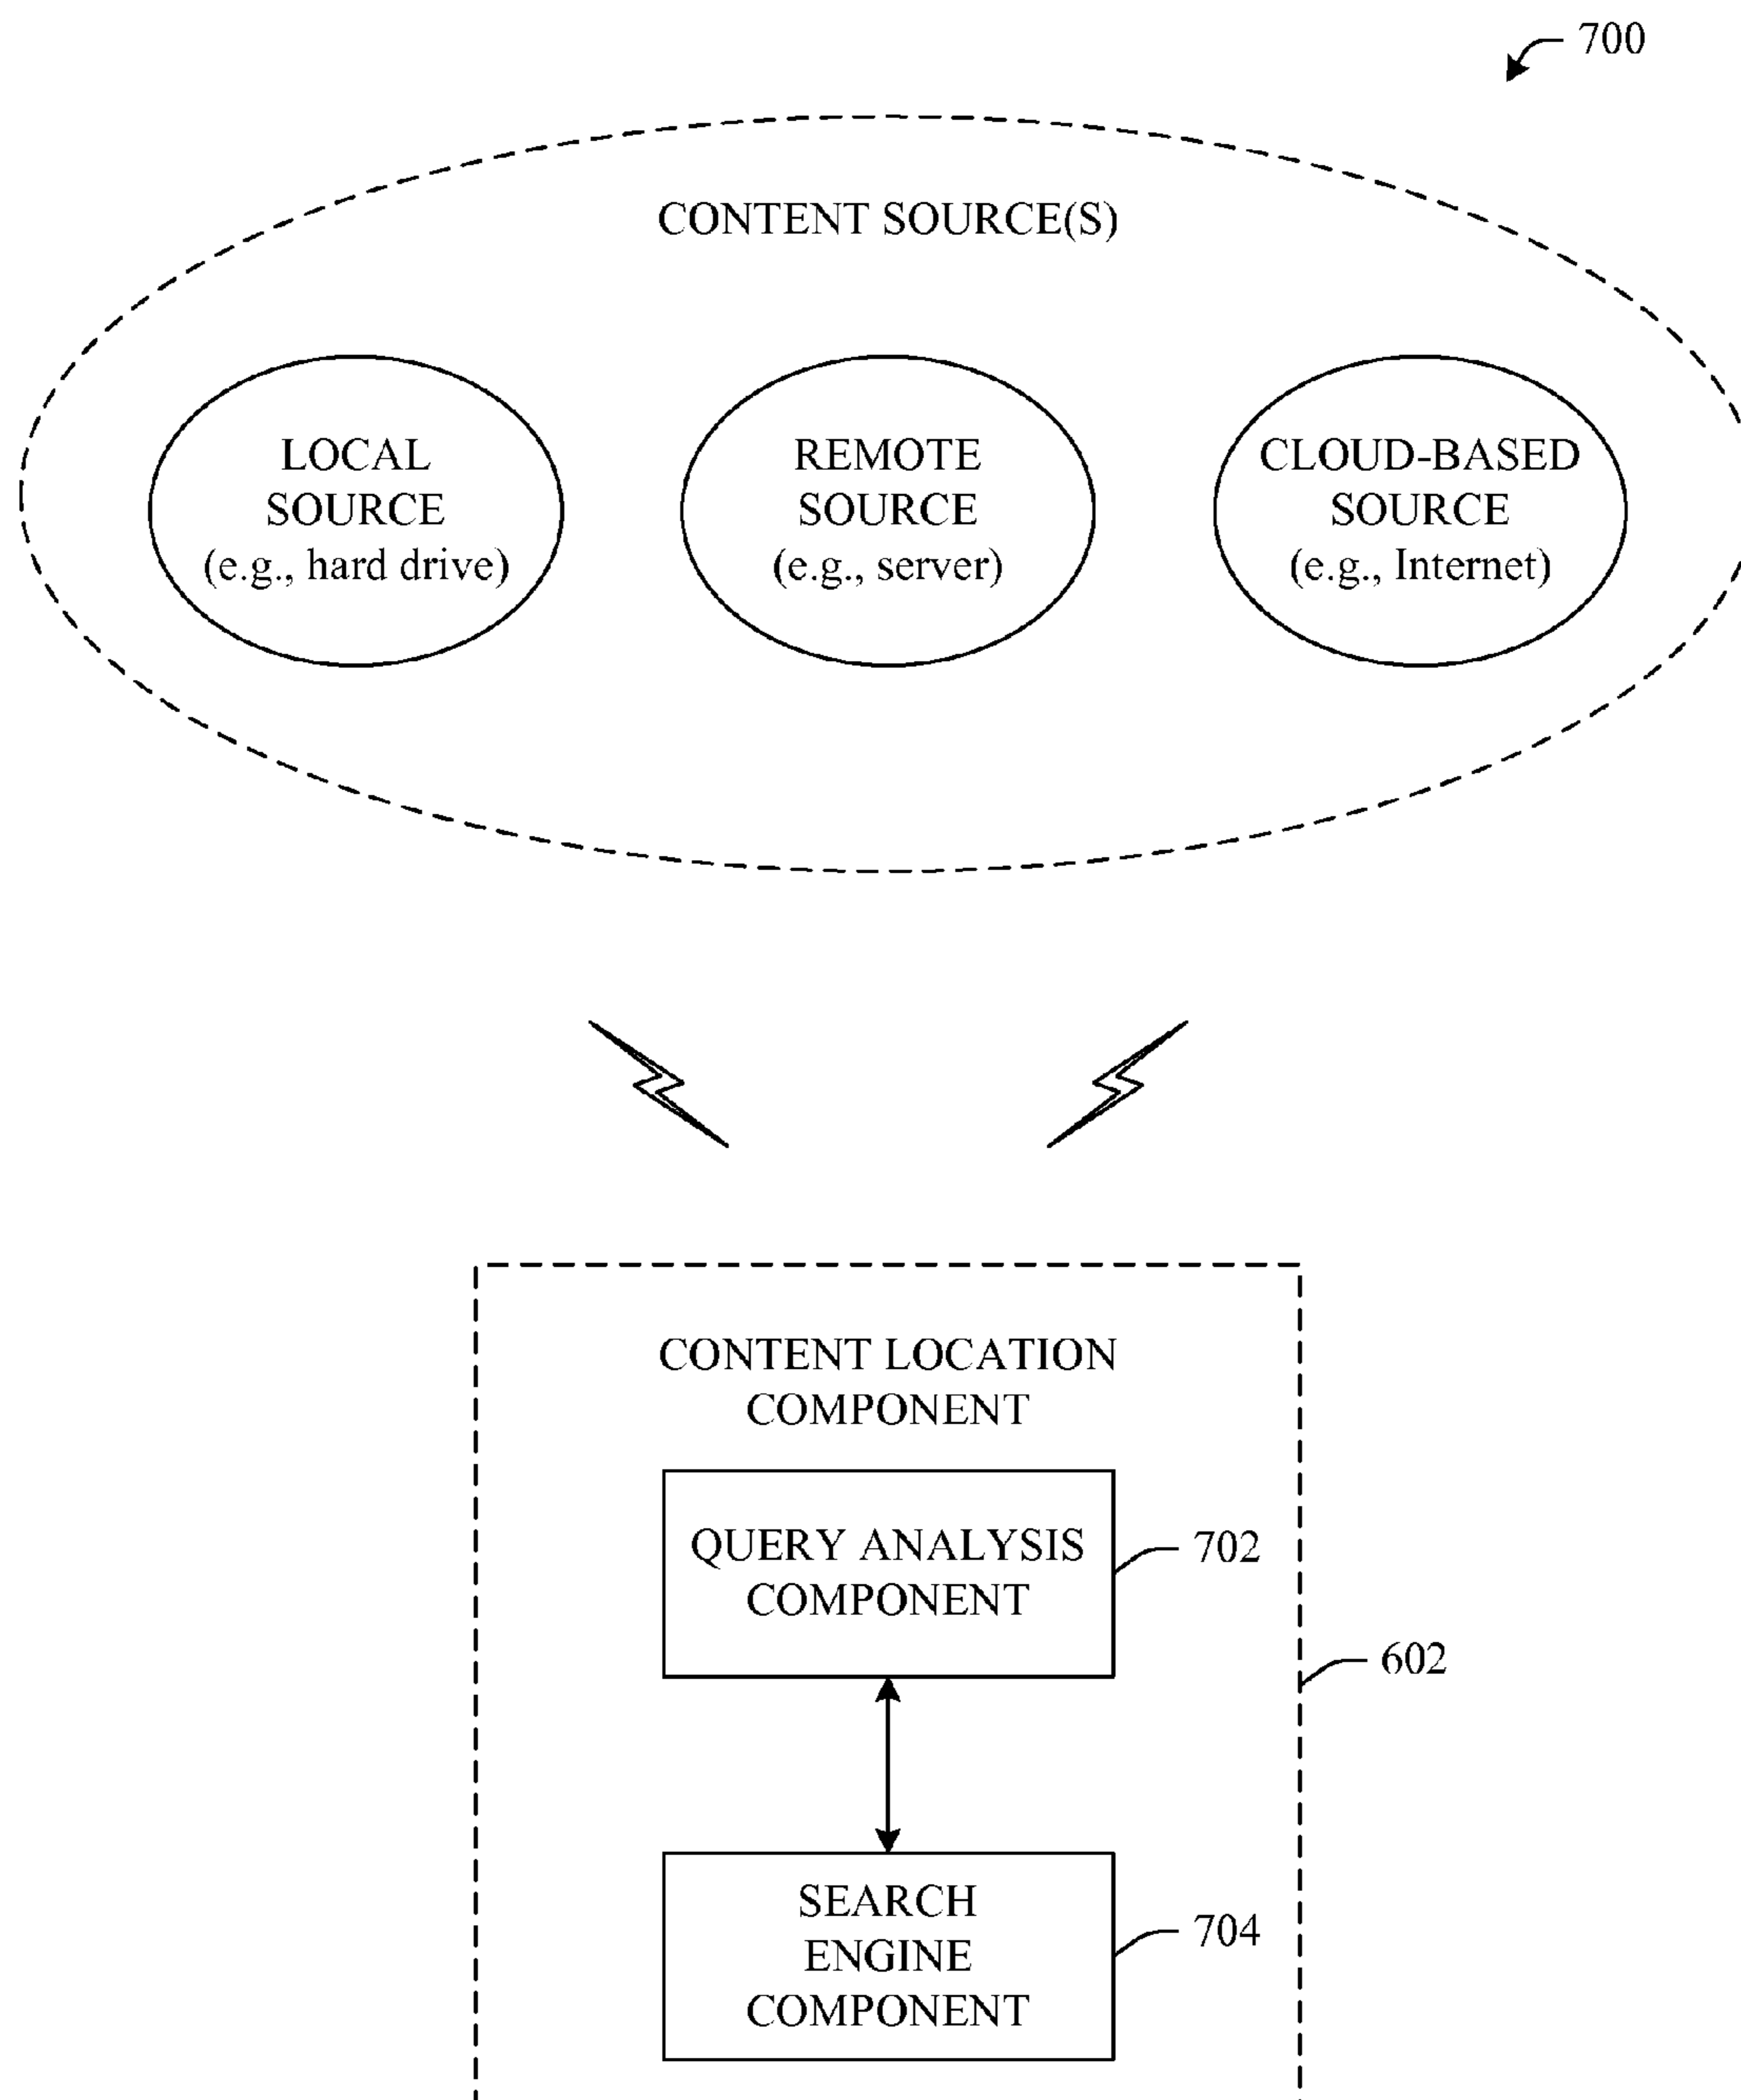 700
CONTENT SOURCE(S)
LOCAL
SOURCE
(e.g., hard drive)
REMOTE
SOURCE
(e.g., server)
CLOUD-BASED
SOURCE
(e.g., Internet)
CONTENT LOCATION
COMPONENT
QUERY ANALYSIS
COMPONENT
702
602
SEARCH
ENGINE
COMPONENT
704